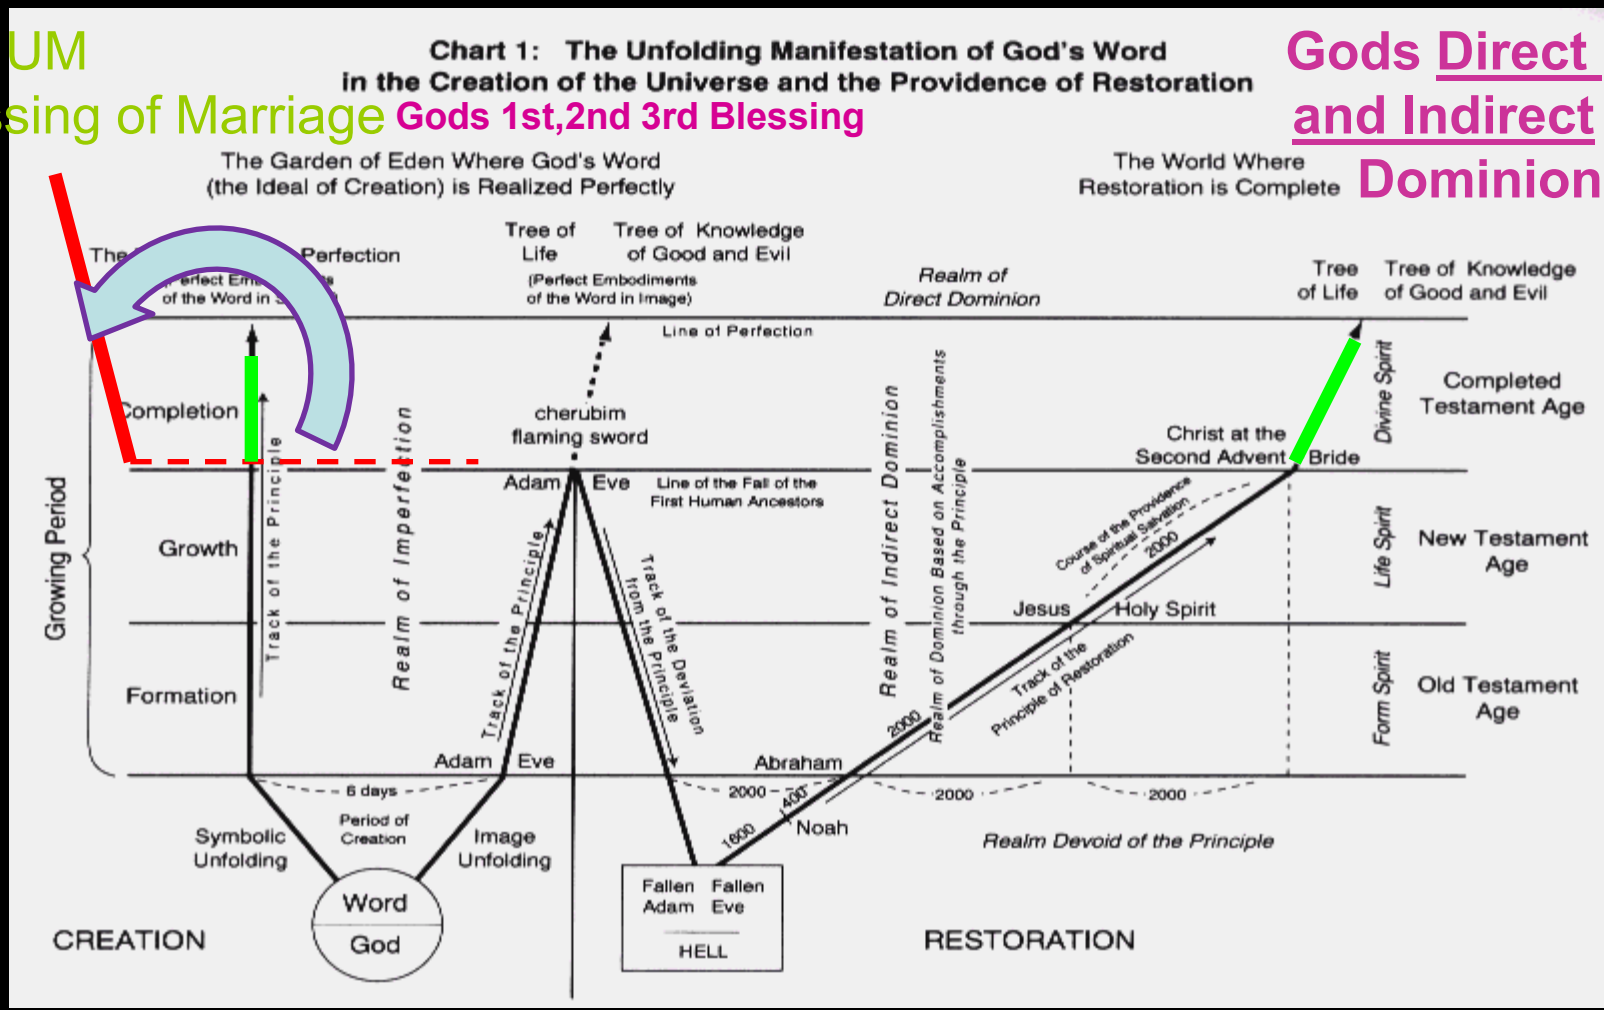 UM
ssing of Marriage
Chart 1: The Unfolding Manifestation of God's Word
in the Creation of the Universe and the Providence of Restoration
Gods 1st,2nd 3rd Blessing
Gods Direct
and Indirect
Dominion
The Garden of Eden Where God's Word
(the Ideal of Creation) is Realized Perfectly
The World Where
Restoration is Complete
The
Perfection
of the Word in
Tree of
Life
Tree of Knowledge
of Good and Evil
(Perfect Embodiments
of the Word in Image)
Realm of
Direct Dominion
Tree
of Life
Tree of Knowledge
of Good and Evil
Line of Perfection
Growing Period
Completion
Growth
Formation
Track of the Principle
Realm of Imperfection
cherubim
flaming sword
Adam
Eve
Line of the Fall of the
First Human Ancestors
Track of the Principle
Track of the Deviation
from the Principle
Realm of Indirect Dominion
Realm of Dominion Based on Accomplishments
through the Principle
Christ at the
Second Advent
Bride
Course of the Providence
of Spiritual Salvation
2000
Jesus
Holy Spirit
Track of the
Principle of Restoration
2000
Divine Spirit
Life Spirit
Form Spirit
Completed
Testament Age
New Testament
Age
Old Testament
Age
Adam
Eve
6 days
Period of
Creation
Symbolic
Unfolding
Image
Unfolding
Word
God
Abraham
2000
400
1600
Noah
2000
2000
Realm Devoid of the Principle
Fallen Fallen
Adam Eve
HELL
CREATION
RESTORATION